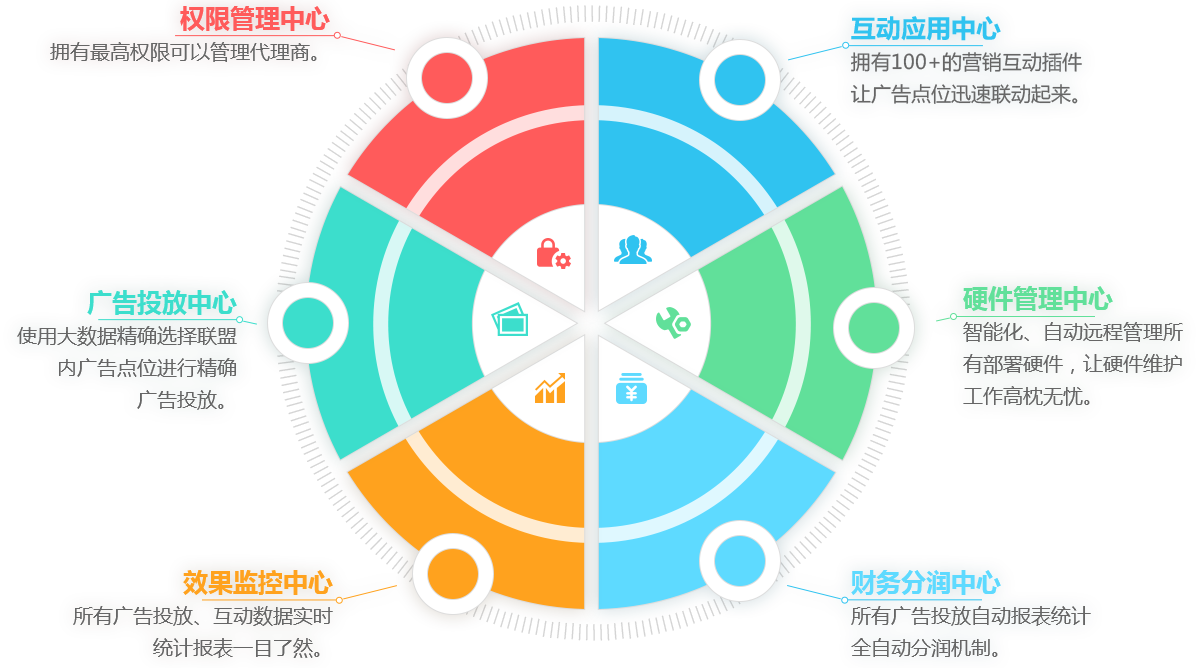 权限管理中心
拥有最高权限可以管理代理商。
互动应用中心
拥有100+的营销互动插件
让广告点位迅速联动起来。
广告投放中心
使用大数据精确选择联盟
内广告点位进行精确
广告投放。
硬件管理中心
智能化、自动远程管理所
有部署硬件，让硬件维护
工作高枕无忧。
效果监控中心
所有广告投放、互动数据实时
统计报表一目了然。
财务分润中心
所有广告投放自动报表统计
全自动分润机制。
¥